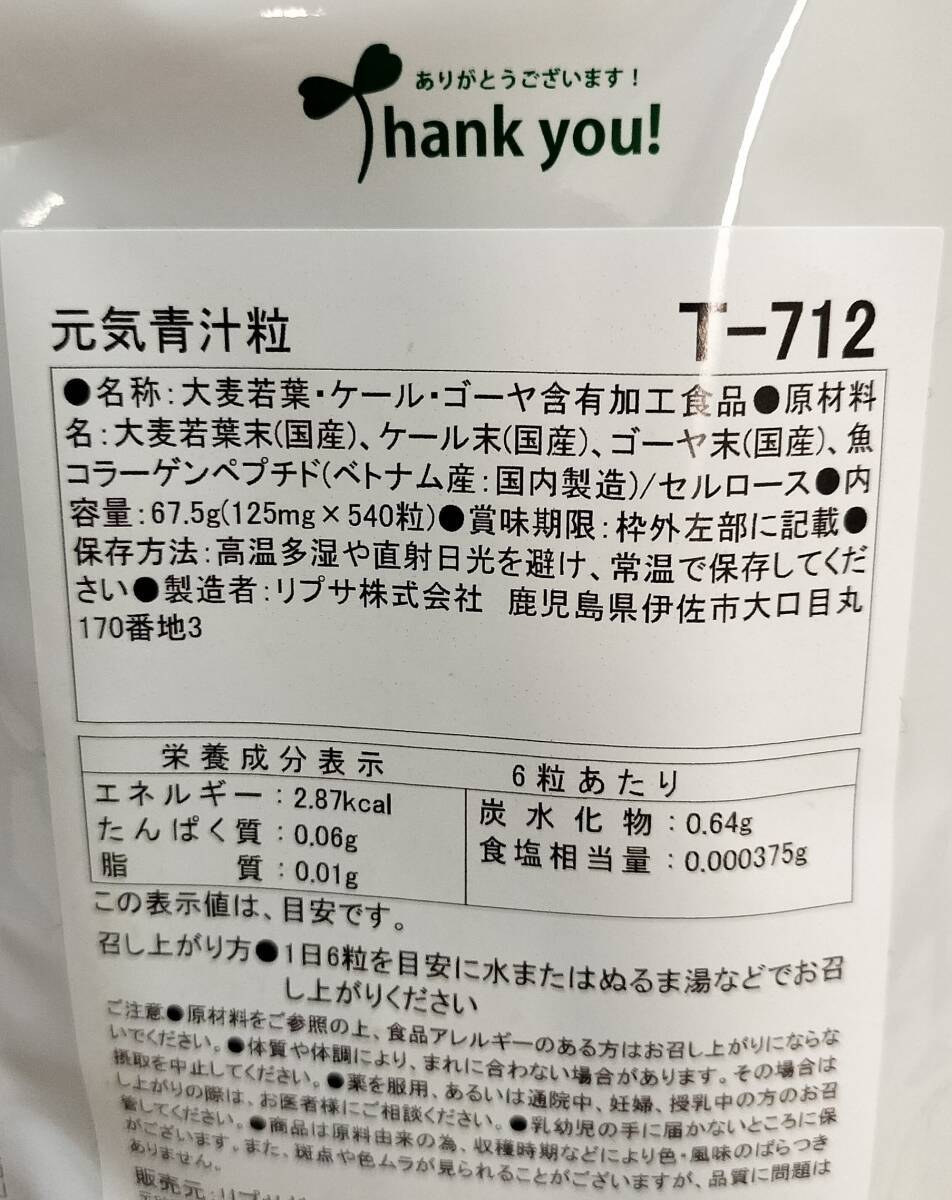 ありがとうございます!
Thank you!
元気青汁粒 T-712
●名称:大麦若葉・ケール・ゴーヤ含有加工食品●原材料
名:大麦若葉末(国産)、ケール末(国産)、ゴーヤ末(国産)、魚
コラーゲンペプチド(ベトナム産:国内製造)/セルロース●内
容量:67.5g(125mg×540粒)●賞味期限:枠外左部に記載●
保存方法:高温多湿や直射日光を避け、常温で保存してくだ
さい●製造者:リプサ株式会社 鹿児島県伊佐市大口目丸
170番地3
栄養成分表示 6粒あたり
エネルギー:2.87kcal
たんぱく質:0.06g
脂質:0.01g
炭水化物:0.64g
食塩相当量:0.000375g
この表示値は、目安です。
召し上がり方●1日6粒を目安に水またはぬるま湯などでお召
し上がりください
ご注意●原材料をご参照の上、食品アレルギーのある方はお召し上がりにならな
いでください。●体質や体調により、まれに合わない場合があります。その場合は
摂取を中止してください。●薬を服用、あるいは通院中、妊婦、授乳中の方のお召
し上がりの際は、お医者様にご相談ください。●乳幼児の手に届かないところに保
管してください。●商品は原料由来の為、収穫時期などにより色・風味のばらつき
がございます。また、斑点や色ムラが見られることがございますが、品質に問題は
ありません。
販売元:リプサ